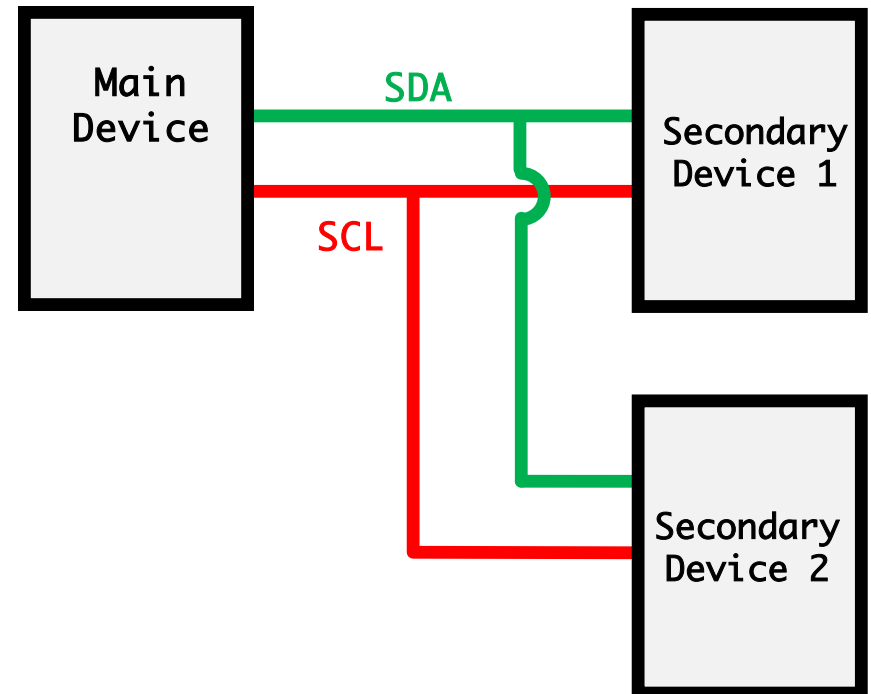 Main
Device
SDA
SCL
Secondary
Device 1
Secondary
Device 2